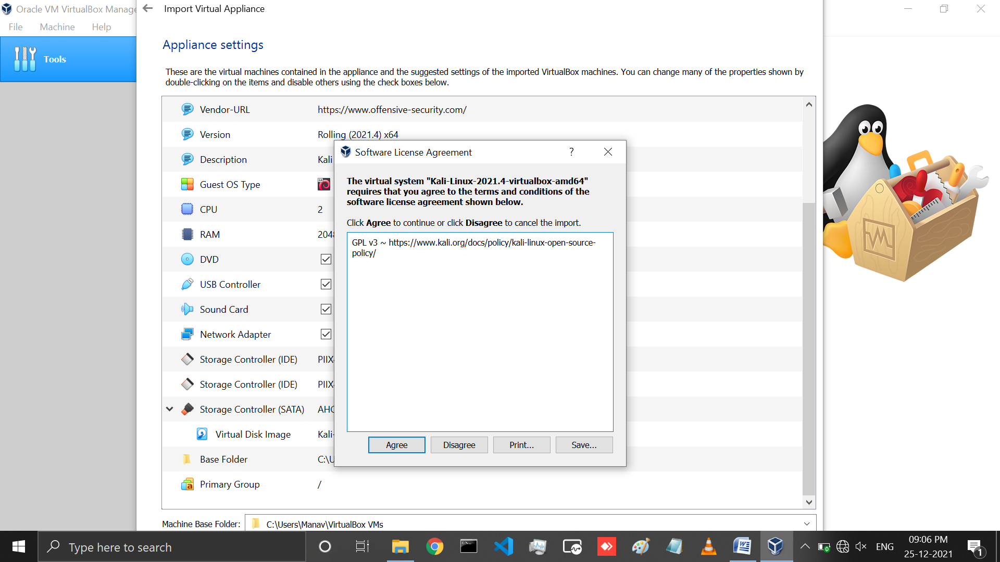 Oracle VM VirtualBox Manage
Import Virtual Appliance
File Machine Help
Tools
Appliance settings
These are the virtual machines contained in the appliance and the suggested settings of the imported VirtualBox machines. You can change many of the properties shown by
double-clicking on the items and disable others using the check boxes below.
Vendor-URL https://www.offensive-security.com/
Version Rolling (2021.4) x64
Description Kali
Guest OS Type
CPU 2
RAM 2048
DVD
USB Controller
Sound Card
Network Adapter
Storage Controller (IDE) PIIX
Storage Controller (IDE) PIIX
Storage Controller (SATA) AHC
Virtual Disk Image Kali-
Base Folder C:\U
Primary Group /
Software License Agreement ?
The virtual system "Kali-Linux-2021.4-virtualbox-amd64"
requires that you agree to the terms and conditions of the
software license agreement shown below.
Click Agree to continue or click Disagree to cancel the import.
GPL v3 ~ https://www.kali.org/docs/policy/kali-linux-open-source-
policy/
Agree Disagree Print... Save...
Machine Base Folder: C:\Users\Manav\VirtualBox VMs
Type here to search
ENG
09:06 PM
25-12-2021
1